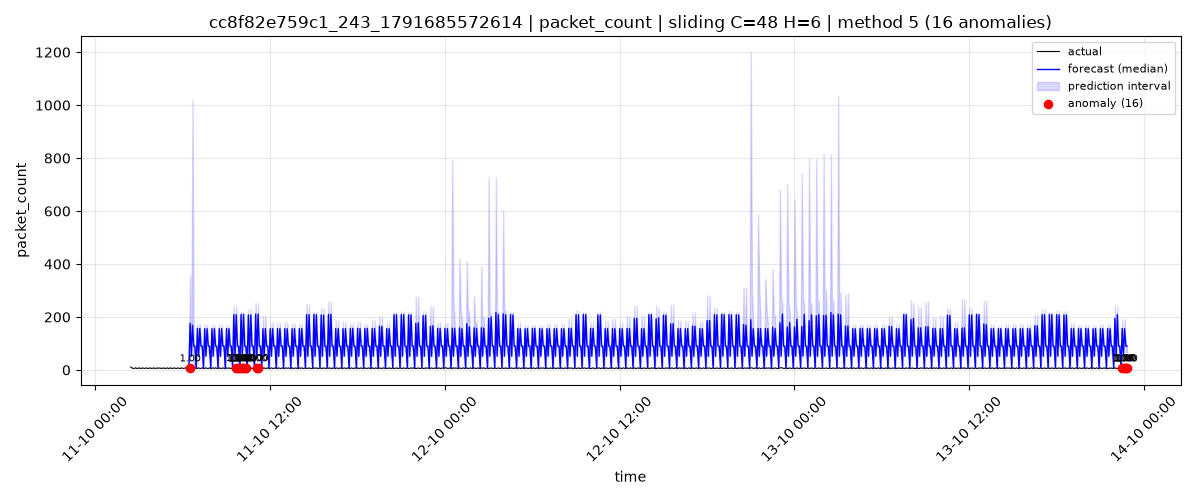 cc8f82e759c1_243_1791685572614 | packet_count | sliding C=48 H=6 | method 5 (16 anomalies)
actual
forecast (median)
prediction interval
anomaly (16)
packet_count
1200
1000
800
600
400
200
0
1.00
11-10 00:00
11-10 12:00
12-10 00:00
12-10 12:00
13-10 00:00
13-10 12:00
14-10 00:00
time